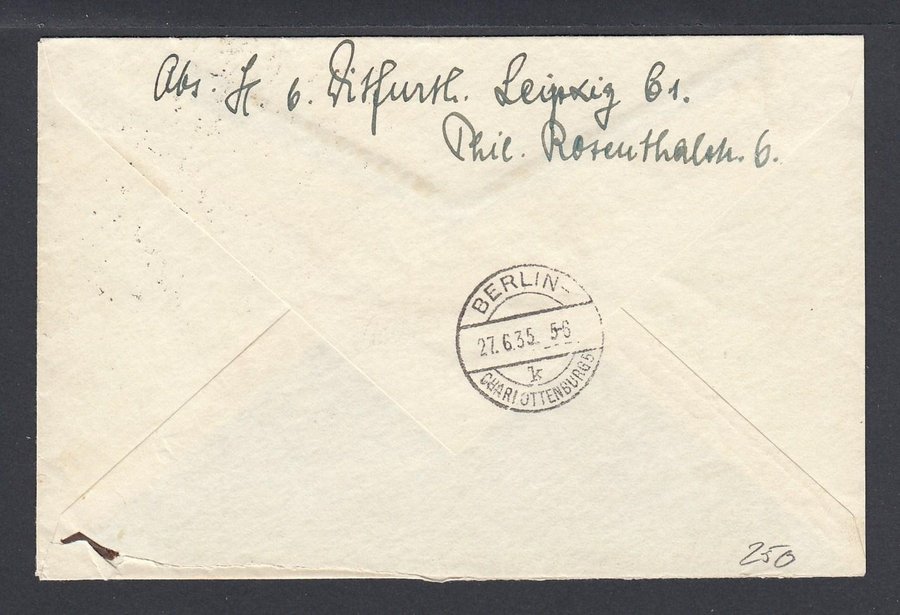 Abs. H. v. Ditfurth. Leipzig C1.
Phil. Rosenthalstr. 6.
BERLIN-
27.6.35. 5-6
k
CHARLOTTENBURG 5
250